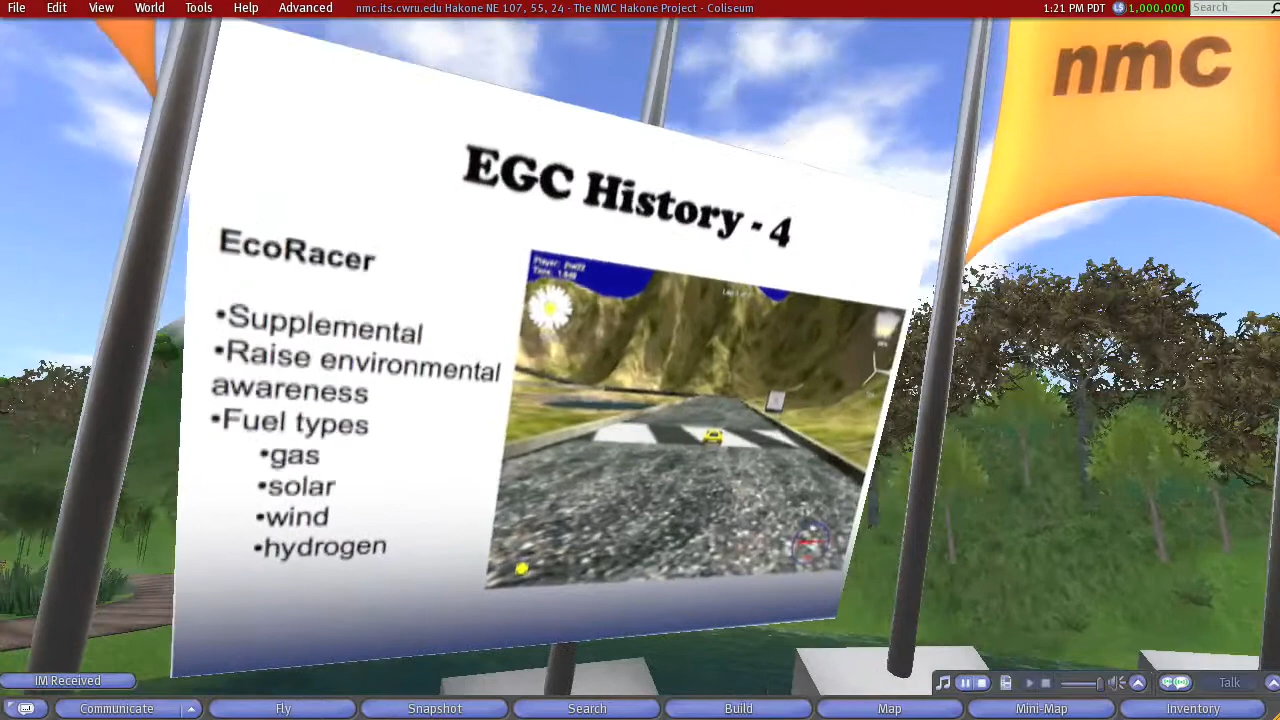 File Edit View World Tools Help Advanced nmc.its.cwru.edu Hakone NE 107, 55, 24 - The NMC Hakone Project - Coliseum 1:21 PM PDT L$ 1,000,000 Search
nmc
EGC History - 4
EcoRacer
•Supplemental
•Raise environmental
awareness
•Fuel types
•gas
•solar
•wind
•hydrogen
IM Received
Talk
Communicate Fly Snapshot Search Build Map Mini-Map Inventory